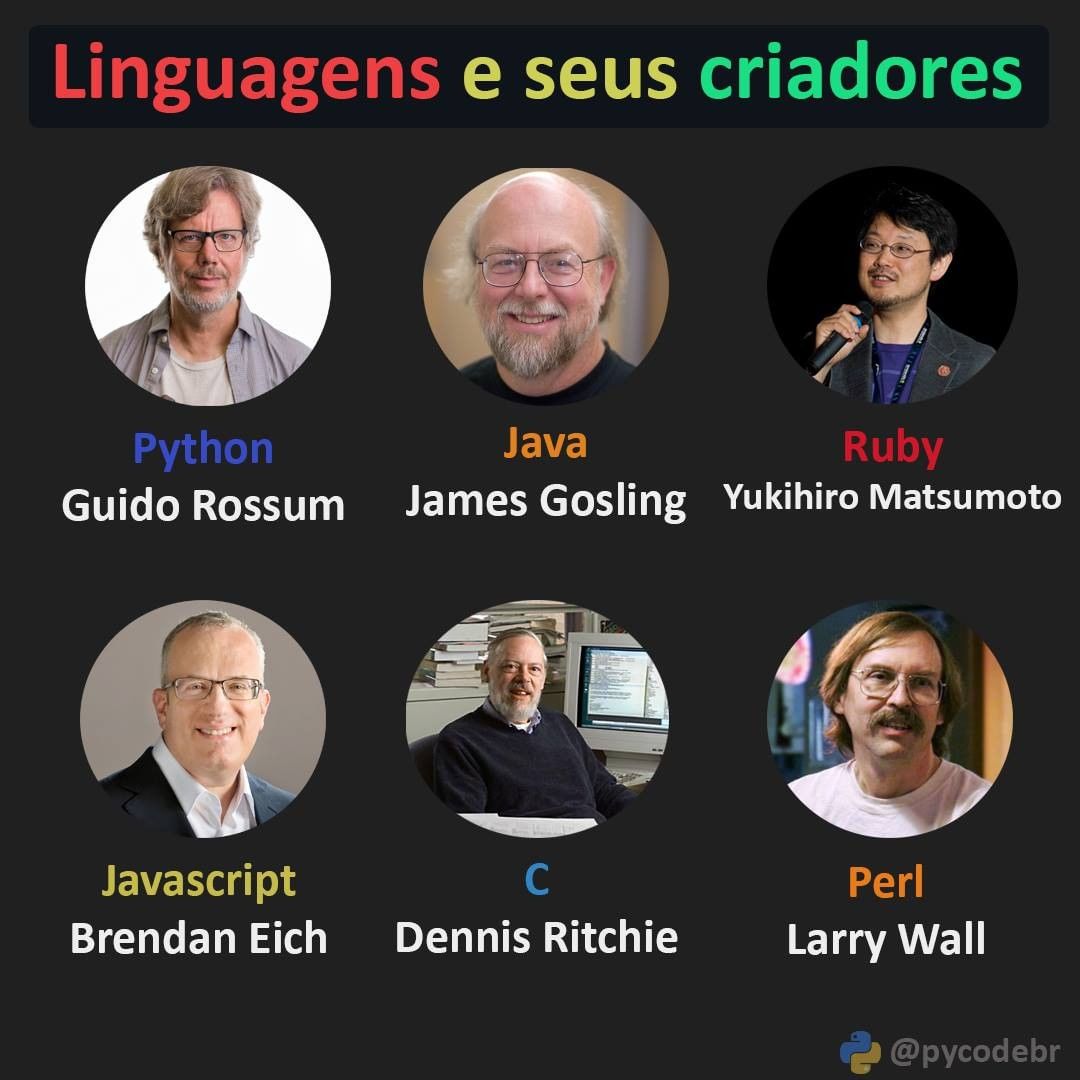 Linguagens e seus criadores
Python
Guido Rossum
Java
James Gosling
Ruby
Yukihiro Matsumoto
Javascript
Brendan Eich
C
Dennis Ritchie
Perl
Larry Wall
@pycodebr